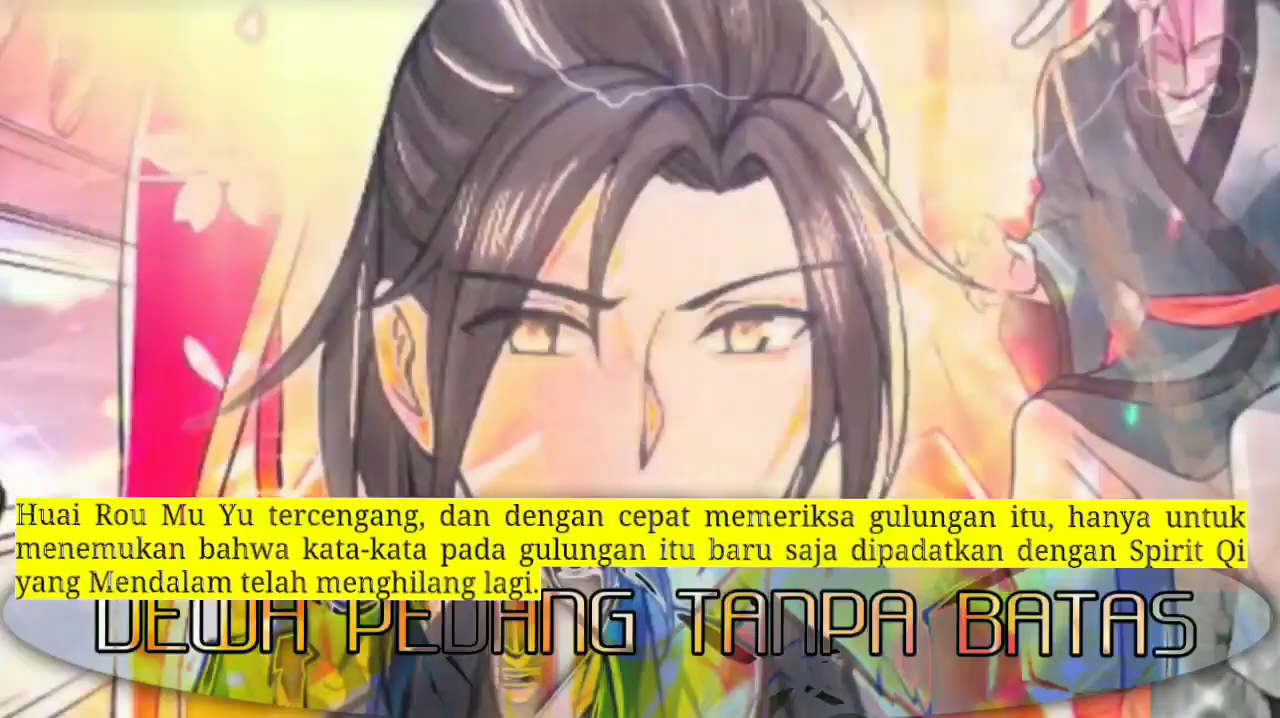 Huai Rou Mu Yu tercengang, dan dengan cepat memeriksa gulungan itu, hanya untuk
menemukan bahwa kata-kata pada gulungan itu baru saja dipadatkan dengan Spirit Qi
yang Mendalam telah menghilang lagi.
DEWA PEDANG TANPA BATAS